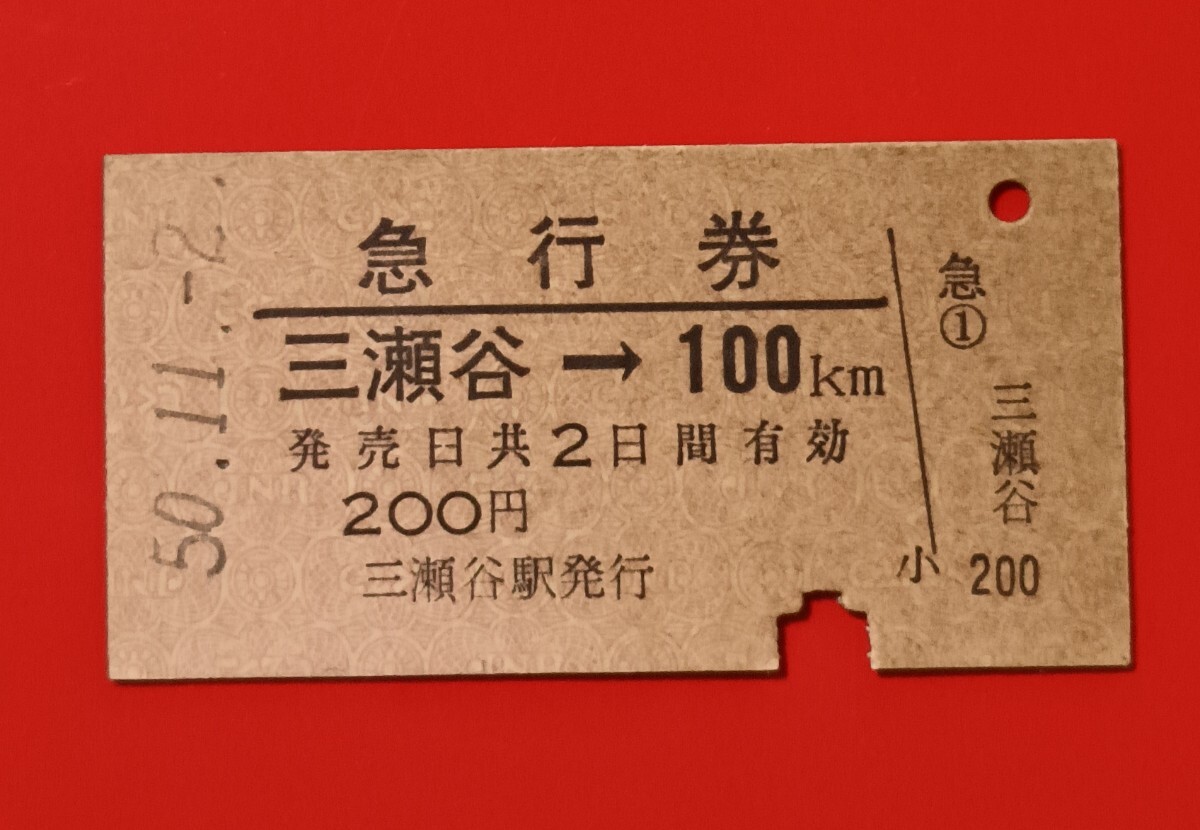 50.11.-2.
急行券
三瀬谷→100km
発売日共2日間有効
200円
三瀬谷駅発行
急①
三瀬谷
小 200